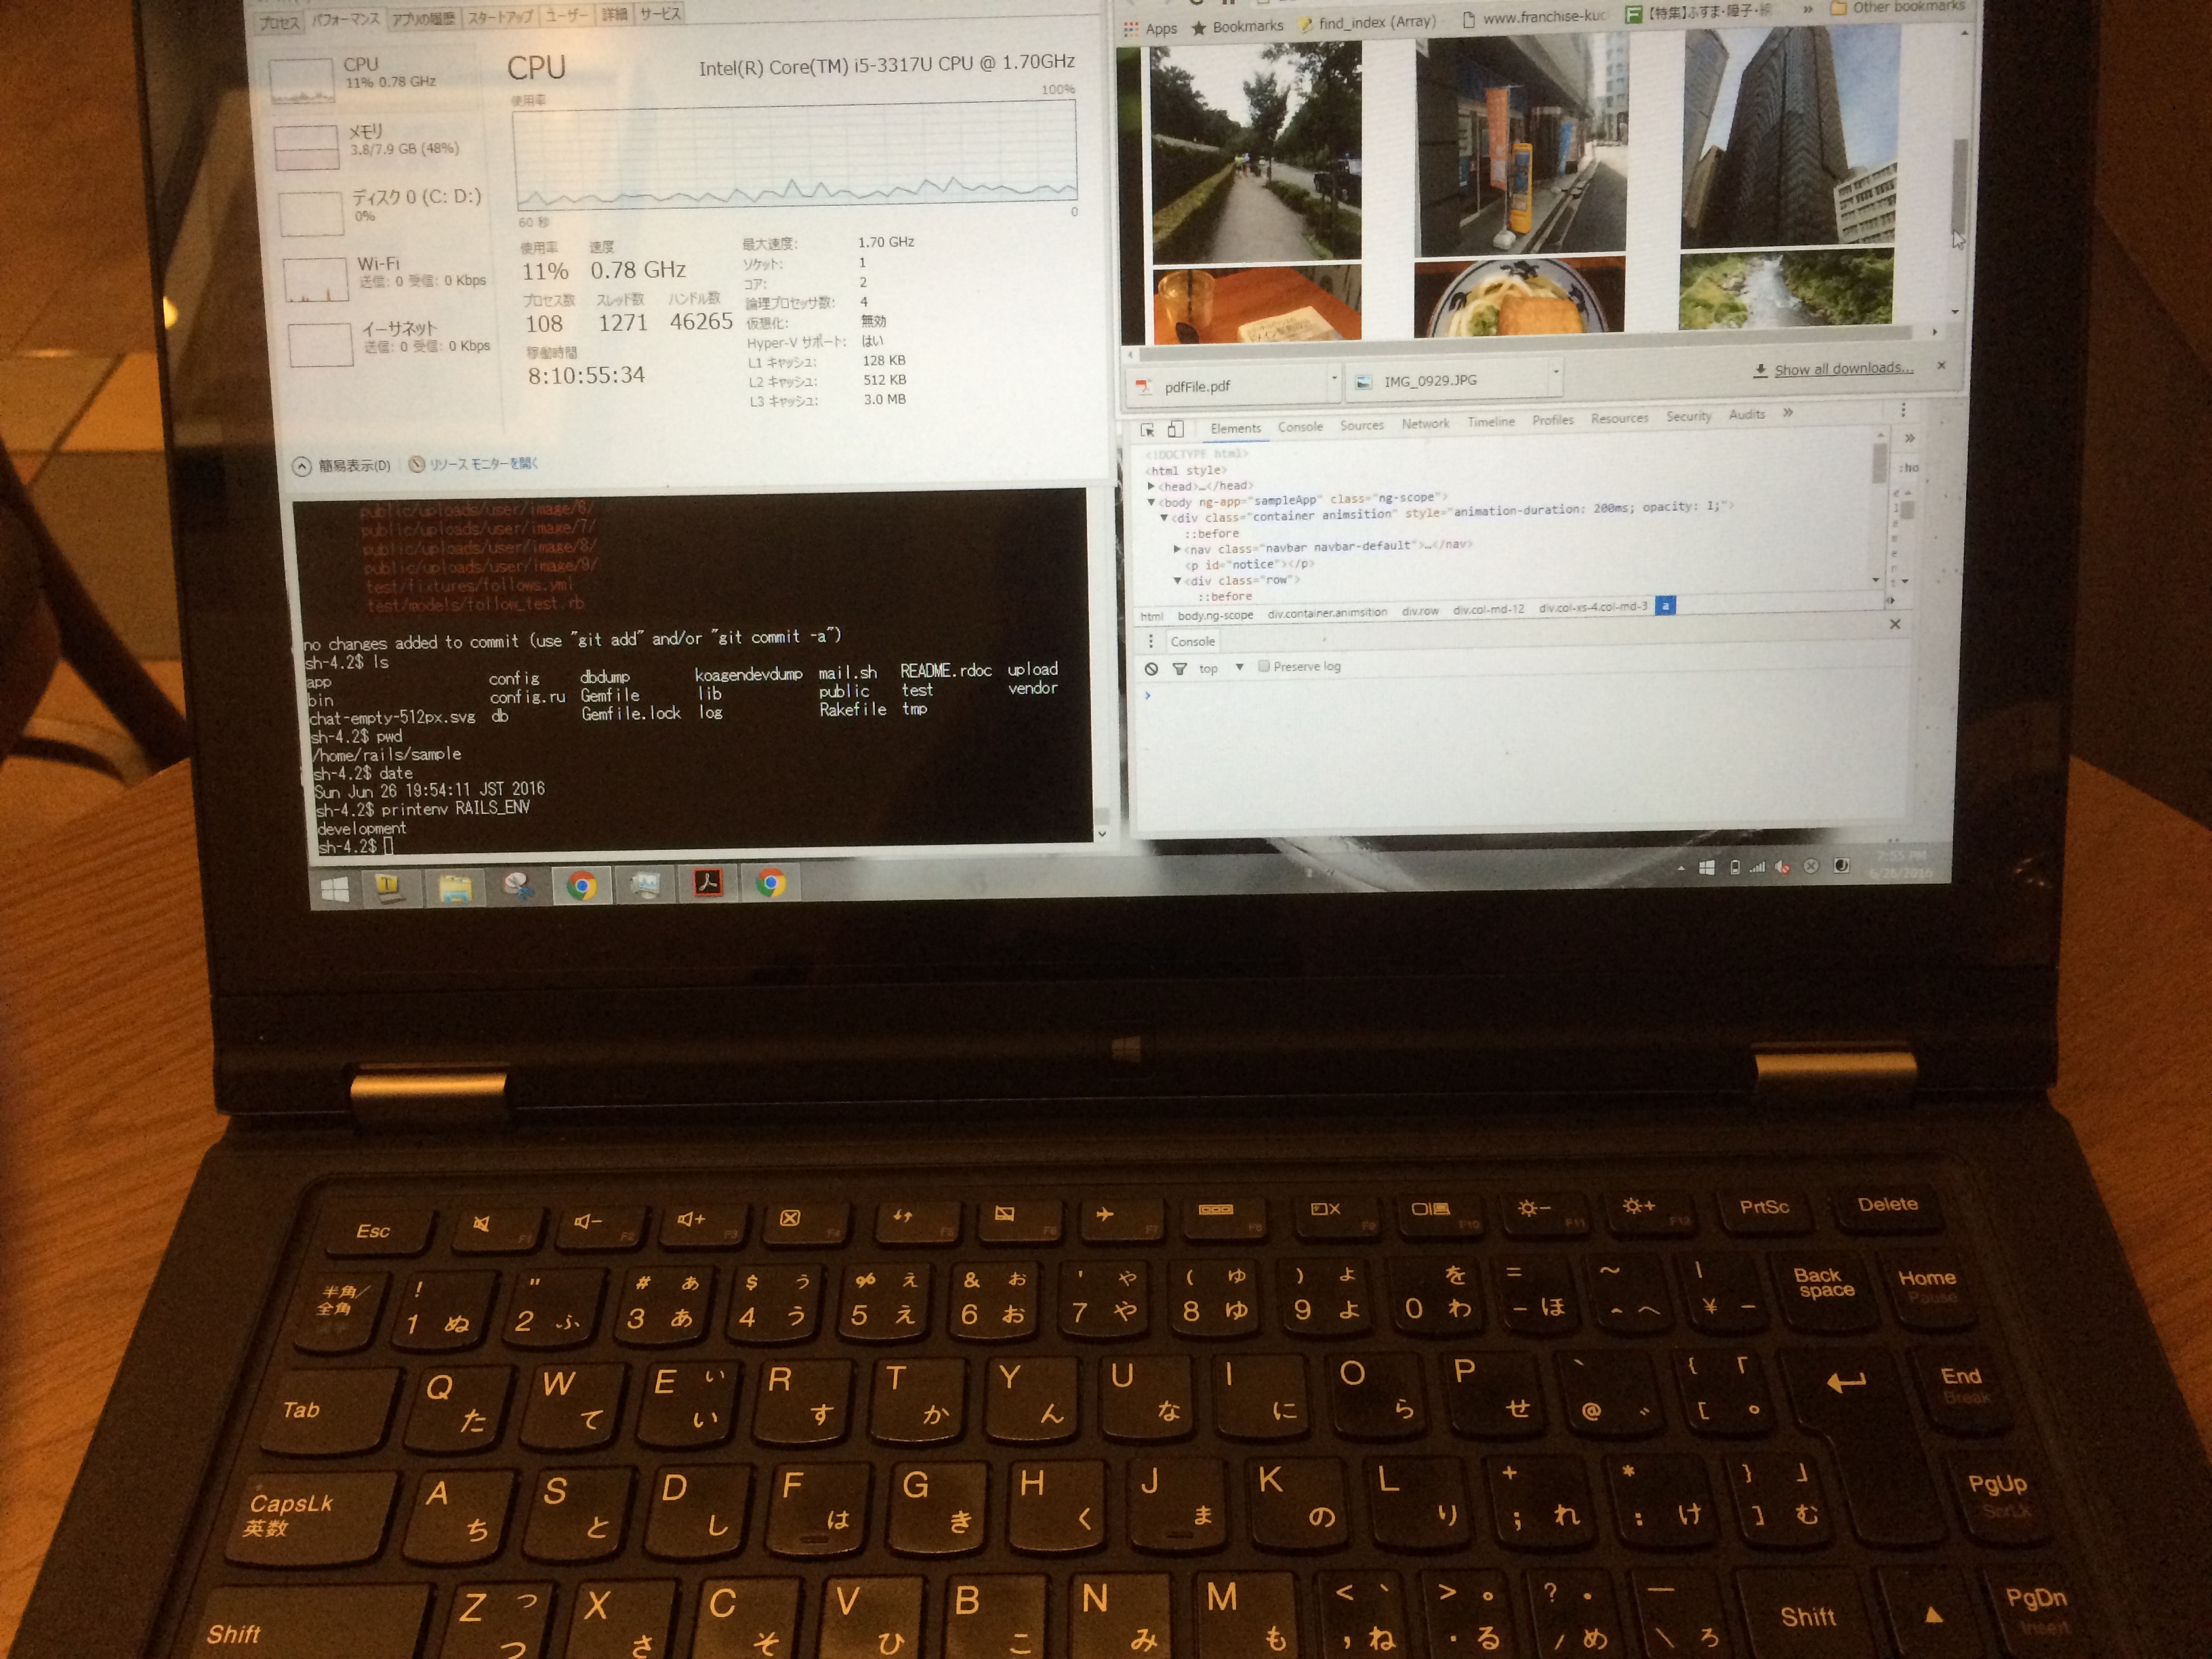 プロセス パフォーマンス アプリの履歴 スタートアップ ユーザー 詳細 サービス
CPU
11% 0.78 GHz
メモリ
3.8/7.9 GB (48%)
ディスク 0 (C: D:)
0%
Wi-Fi
送信: 0 受信: 0 Kbps
イーサネット
送信: 0 受信: 0 Kbps
CPU
Intel(R) Core(TM) i5-3317U CPU @ 1.70GHz
使用率
100%
60 秒
0
使用率 速度
11% 0.78 GHz
プロセス数 スレッド数 ハンドル数
108 1271 46265
稼働時間
8:10:55:34
最大速度: 1.70 GHz
ソケット: 1
コア: 2
論理プロセッサ数: 4
仮想化: 無効
Hyper-V サポート: はい
L1 キャッシュ: 128 KB
L2 キャッシュ: 512 KB
L3 キャッシュ: 3.0 MB
簡易表示(D) リソース モニターを開く
Apps Bookmarks find_index (Array) www.franchise-kuc 【特集】ふすま・障子・ » Other bookmarks
pdfFile.pdf
IMG_0929.JPG
Show all downloads...
Elements Console Sources Network Timeline Profiles Resources Security Audits »
<!DOCTYPE html>
<html style>
<head>…</head>
<body ng-app="sampleApp" class="ng-scope">
<div class="container animsition" style="animation-duration: 200ms; opacity: 1;">
::before
<nav class="navbar navbar-default">…</nav>
<p id="notice"></p>
<div class="row">
::before
html body.ng-scope div.container.animsition div.row div.col-md-12 div.col-xs-4.col-md-3 a
» :ho
Console
top Preserve log
public/uploads/user/image/6/
public/uploads/user/image/7/
public/uploads/user/image/8/
public/uploads/user/image/9/
test/fixtures/follows.yml
test/models/follow_test.rb
no changes added to commit (use "git add" and/or "git commit -a")
sh-4.2$ ls
app config dbdump koagendevdump mail.sh README.rdoc upload
bin config.ru Gemfile lib public test vendor
chat-empty-512px.svg db Gemfile.lock log Rakefile tmp
sh-4.2$ pwd
/home/rails/sample
sh-4.2$ date
Sun Jun 26 19:54:11 JST 2016
sh-4.2$ printenv RAILS_ENV
development
sh-4.2$
7:55 PM
6/26/2016
Esc F1 F2 F3 F4 F5 F6 F7 F8 F9 F10 F11 F12 PrtSc Delete
半角/全角 ! 1 ぬ " 2 ふ # あ 3 あ $ う 4 う % え 5 え & お 6 お ' ゃ 7 や ( ゅ 8 ゆ ) ょ 9 よ を 0 わ = - ほ ~ ^ へ | ¥ ー Back space Home Pause
Tab Q た W て E い い R す T か Y ん U な I に O ら P せ ` @ ゛ { 「 [ ゜ End Break
CapsLk 英数 A ち S と D し F は G き H く J ま K の L り + ; れ * : け } 」 ] む PgUp ScrLk
Shift Z っ つ X さ C そ V ひ B こ N み M も < 、 , ね > 。 . る ? ・ / め _ \ ろ Shift ▲ PgDn Insert